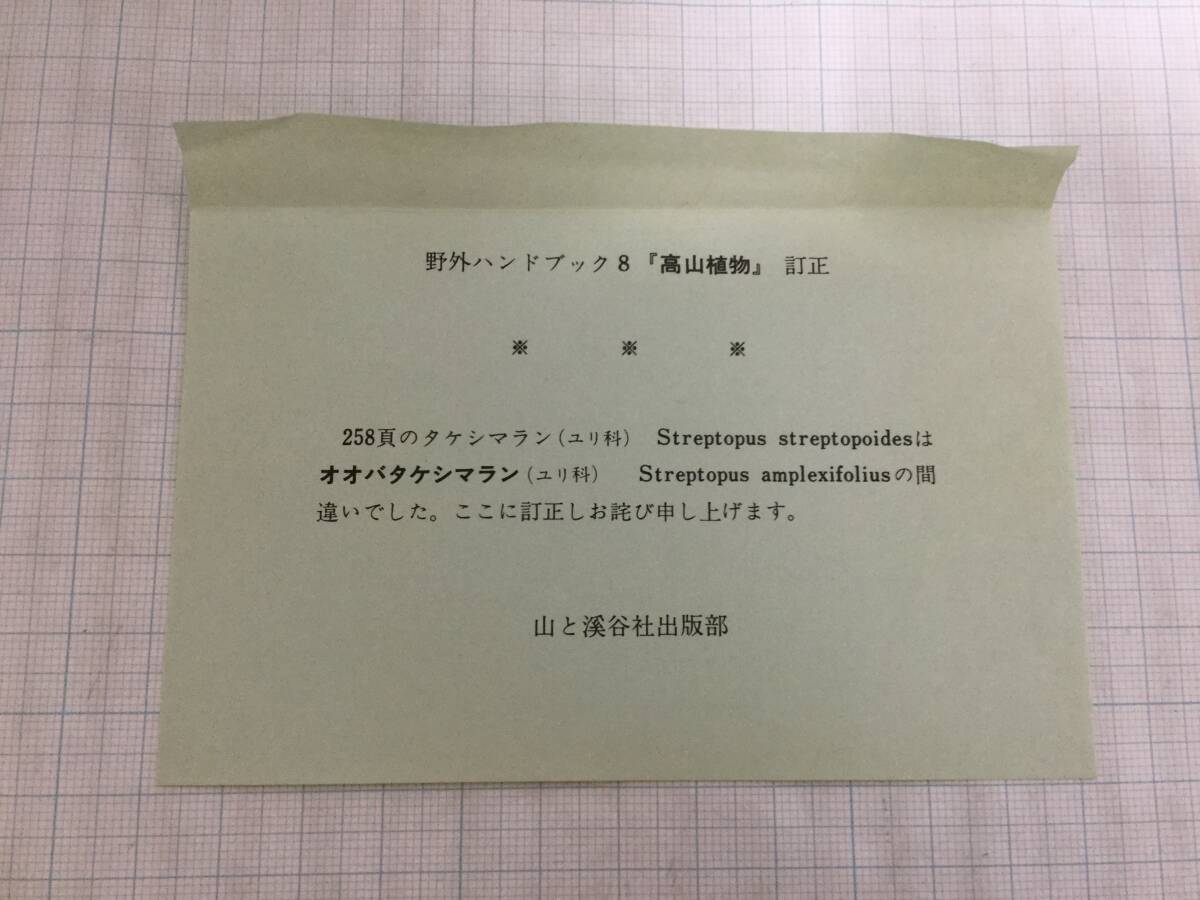 野外ハンドブック8『高山植物』 訂正
※ ※ ※
258頁のタケシマラン（ユリ科） Streptopus streptopoidesは
オオバタケシマラン（ユリ科） Streptopus amplexifoliusの間
違いでした。ここに訂正しお詫び申し上げます。
山と溪谷社出版部